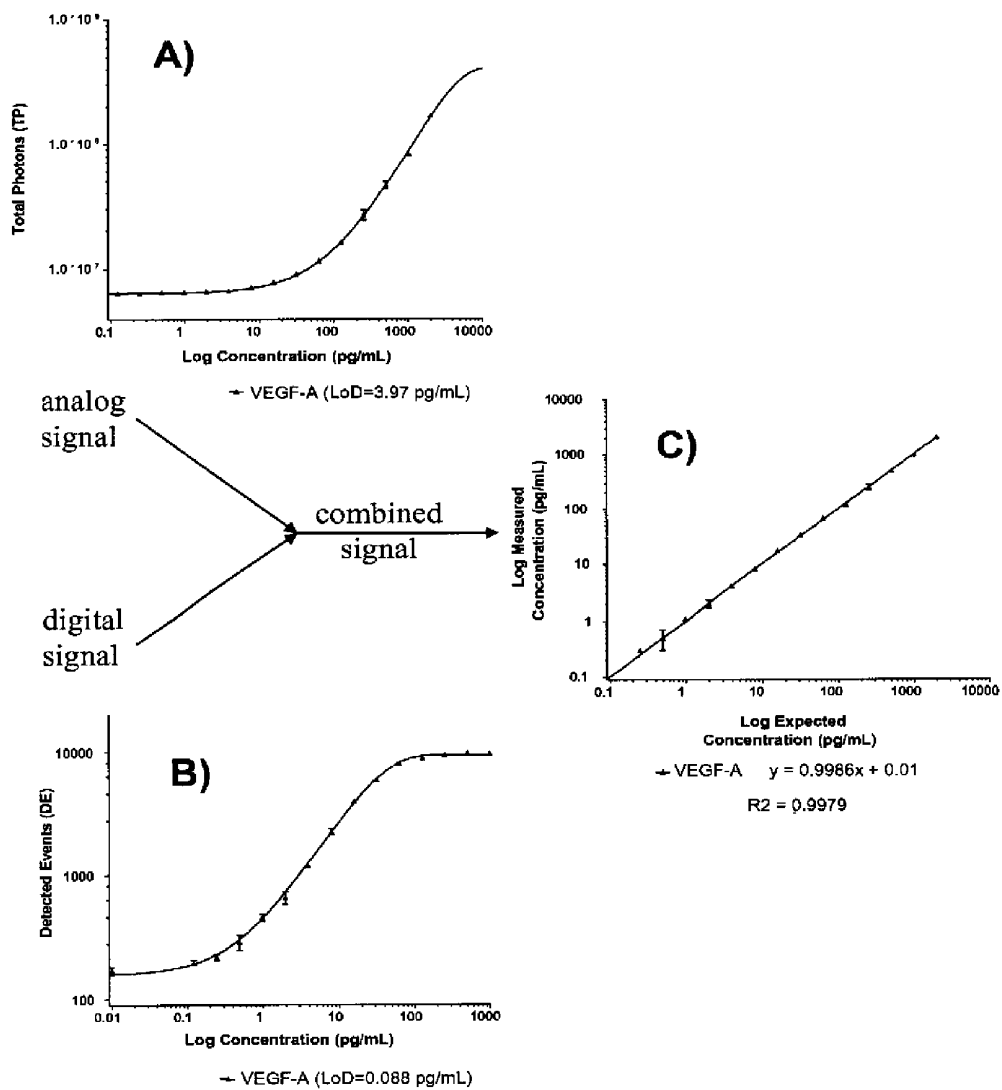 A)
Total Photons (TP)
1.0*10⁹
1.0*10⁸
1.0*10⁷
0.1 1 10 100 1000 10000
Log Concentration (pg/mL)
VEGF-A (LoD=3.97 pg/mL)
analog
signal
combined
signal
digital
signal
C)
Log Measured
Concentration (pg/mL)
10000
1000
100
10
1
0.1
0.1 1 10 100 1000 10000
Log Expected
Concentration (pg/mL)
VEGF-A y = 0.9986x + 0.01
R2 = 0.9979
B)
Detected Events (DE)
10000
1000
100
0.01 0.1 1 10 100 1000
Log Concentration (pg/mL)
VEGF-A (LoD=0.088 pg/mL)